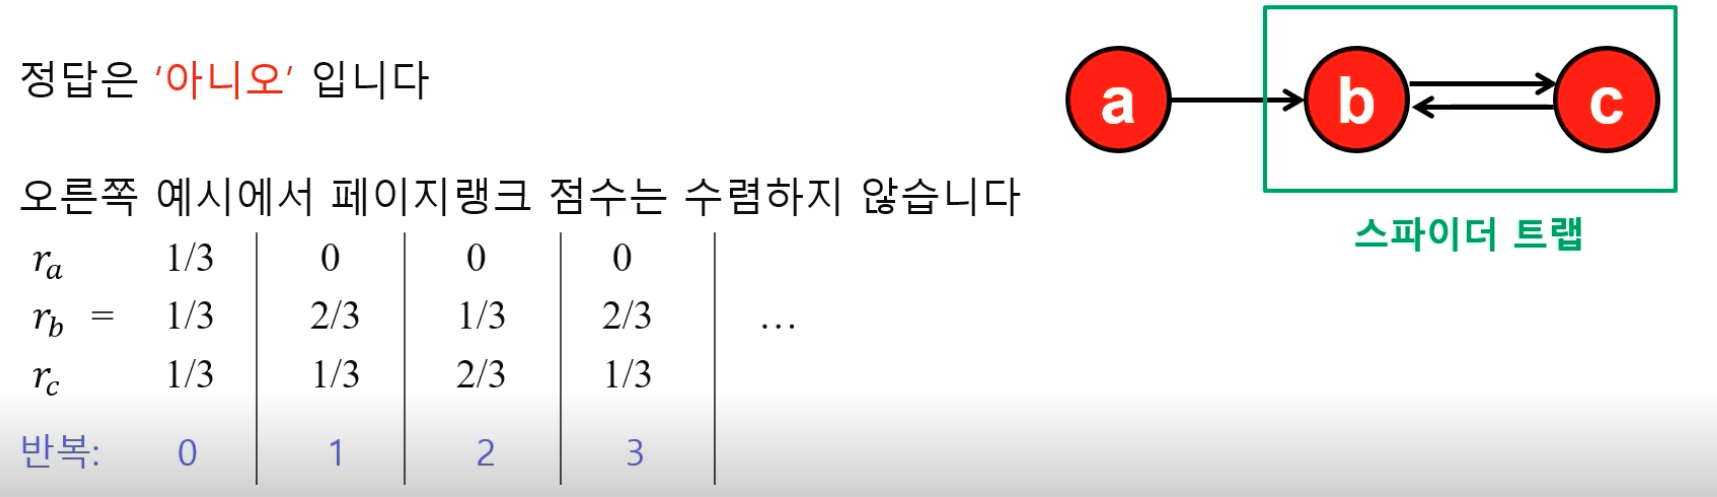 정답은 ‘아니오’ 입니다
a b c
오른쪽 예시에서 페이지랭크 점수는 수렴하지 않습니다
스파이더 트랩
r_a 1/3 0 0 0
r_b = 1/3 2/3 1/3 2/3 …
r_c 1/3 1/3 2/3 1/3
반복: 0 1 2 3